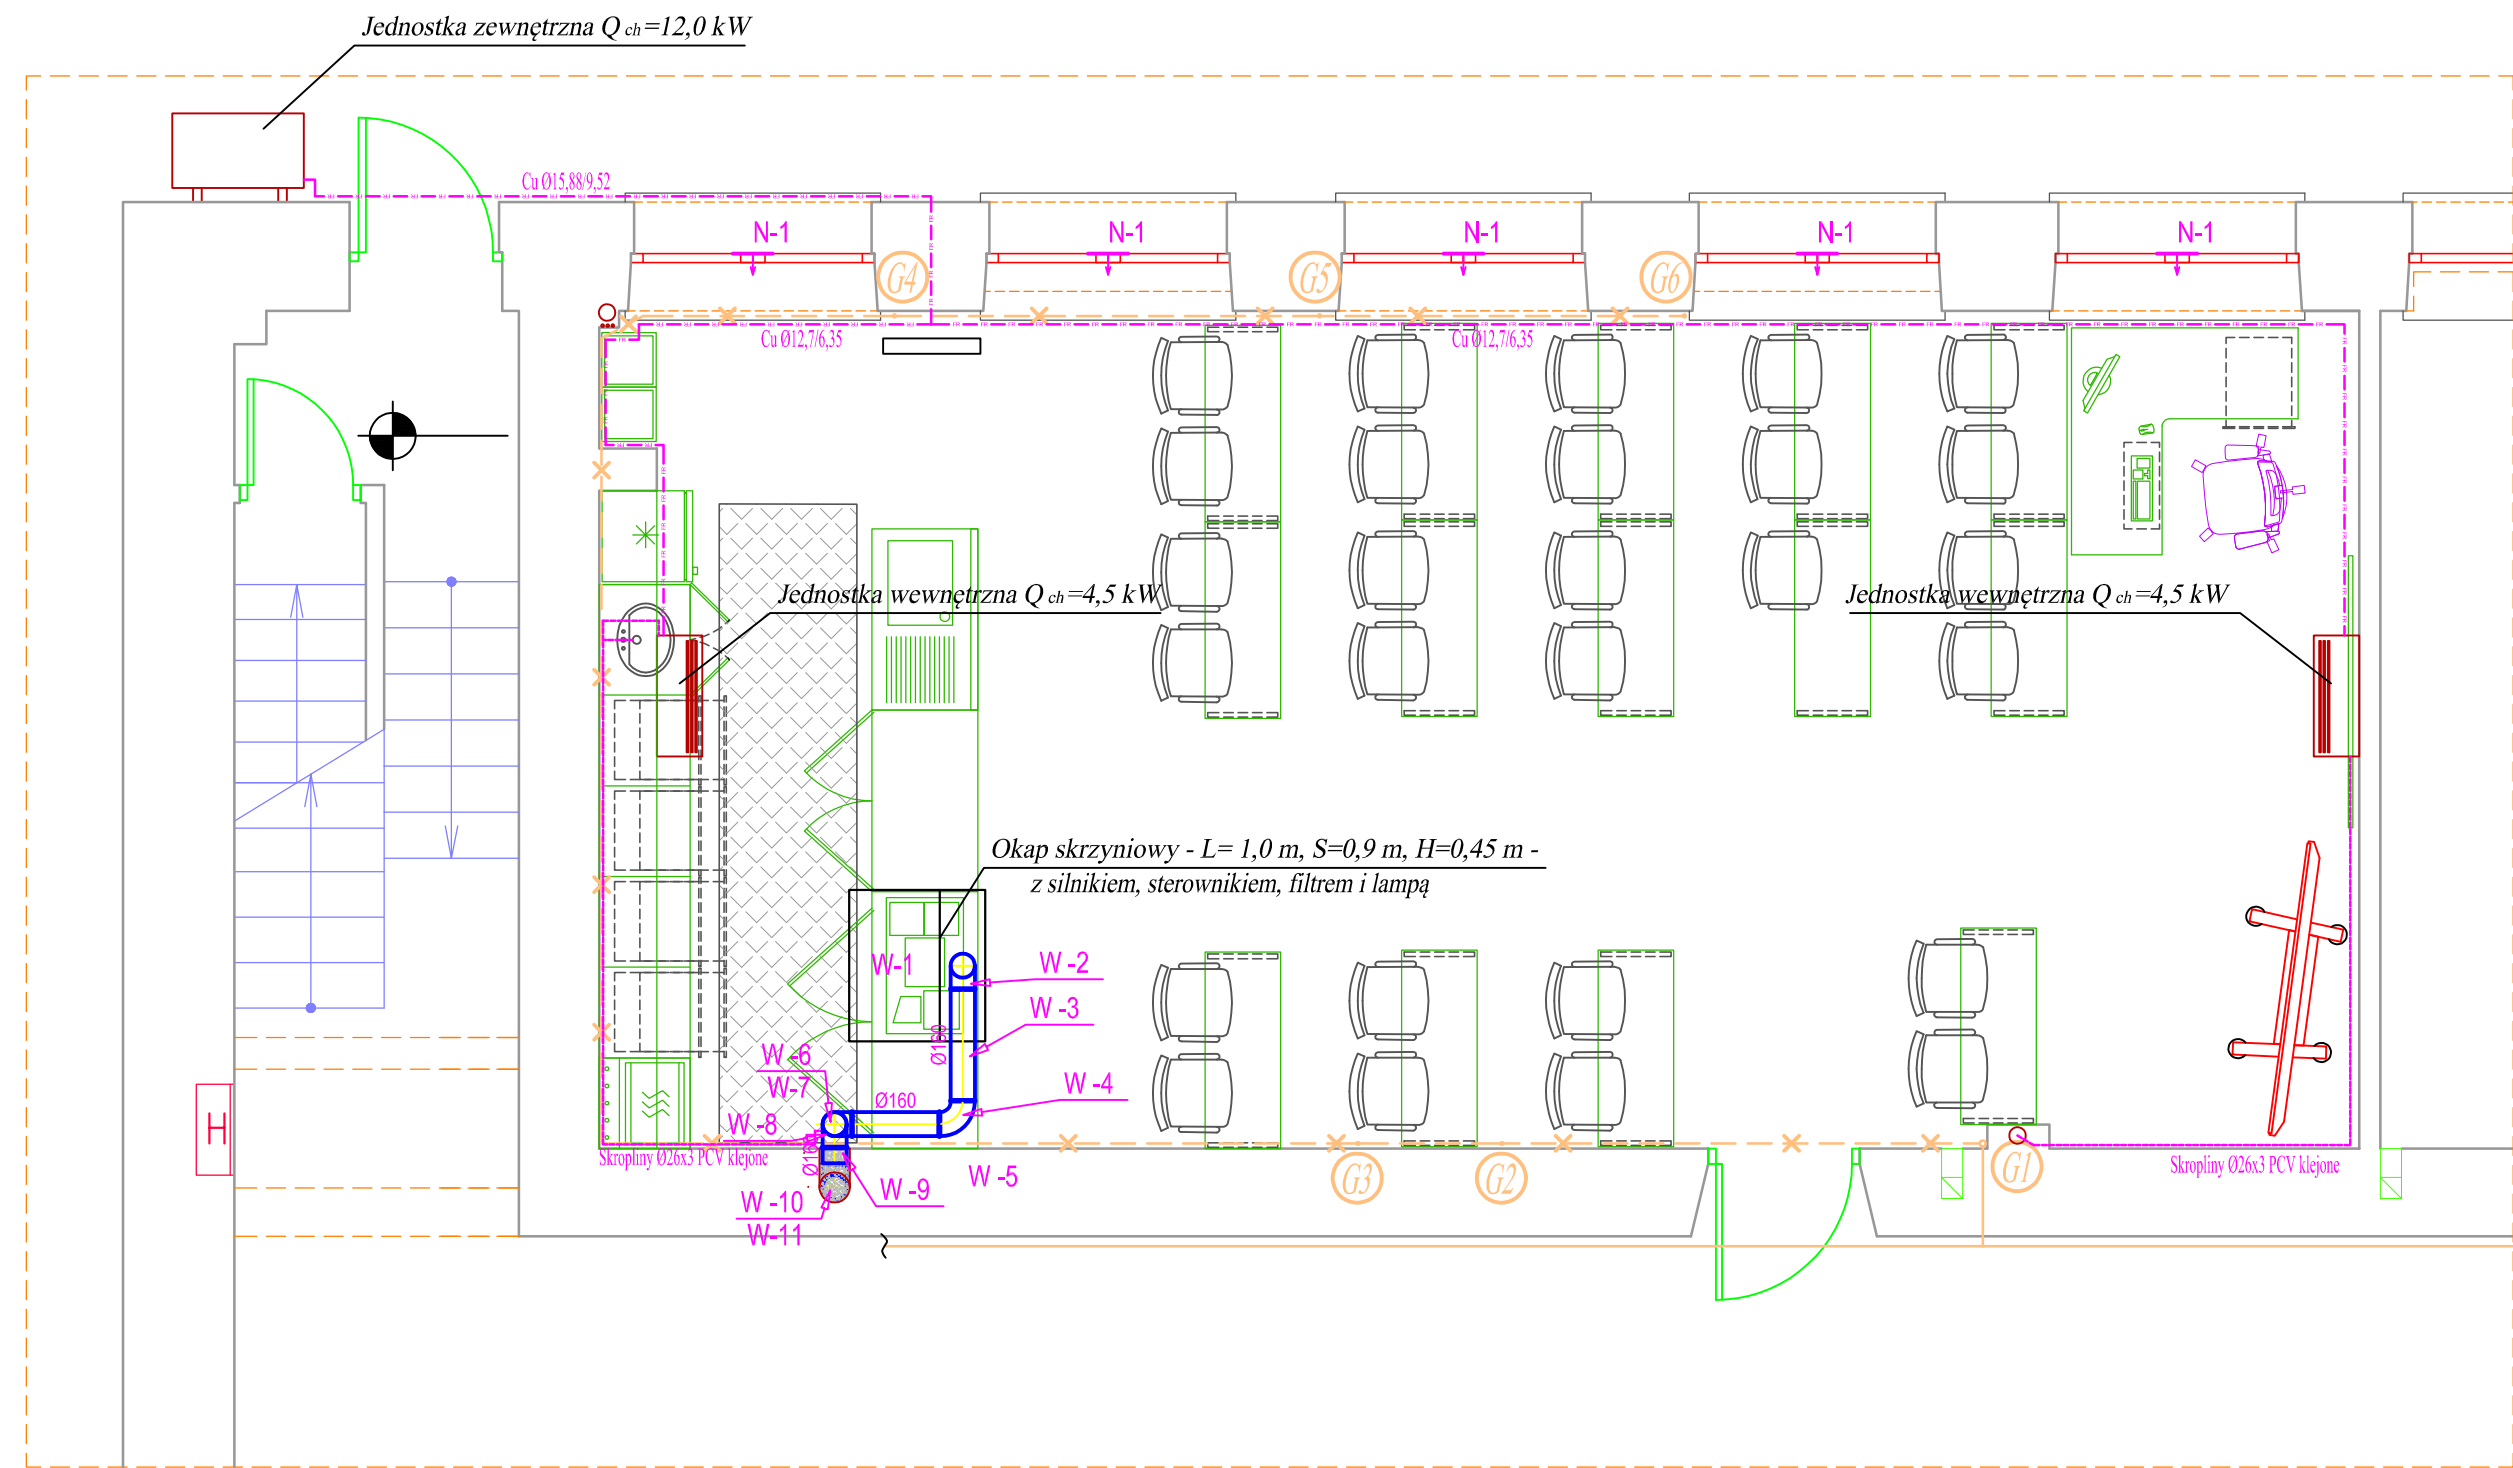 Jednostka zewnętrzna Q ch=12,0 kW
Cu Ø15,88/9,52
N-1
N-1
N-1
N-1
N-1
G4
G5
G6
Cu Ø12,7/6,35
Cu Ø12,7/6,35
Jednostka wewnętrzna Q ch=4,5 kW
Jednostka wewnętrzna Q ch=4,5 kW
Okap skrzyniowy - L= 1,0 m, S=0,9 m, H=0,45 m -
z silnikiem, sterownikiem, filtrem i lampą
W-1
W -2
W -3
Ø160
W -6
W-7
W -4
Ø160
W -8
Ø160
H
Skropliny Ø26x3 PCV klejone
W -5
W -9
W -10
W-11
G3
G2
G1
Skropliny Ø26x3 PCV klejone